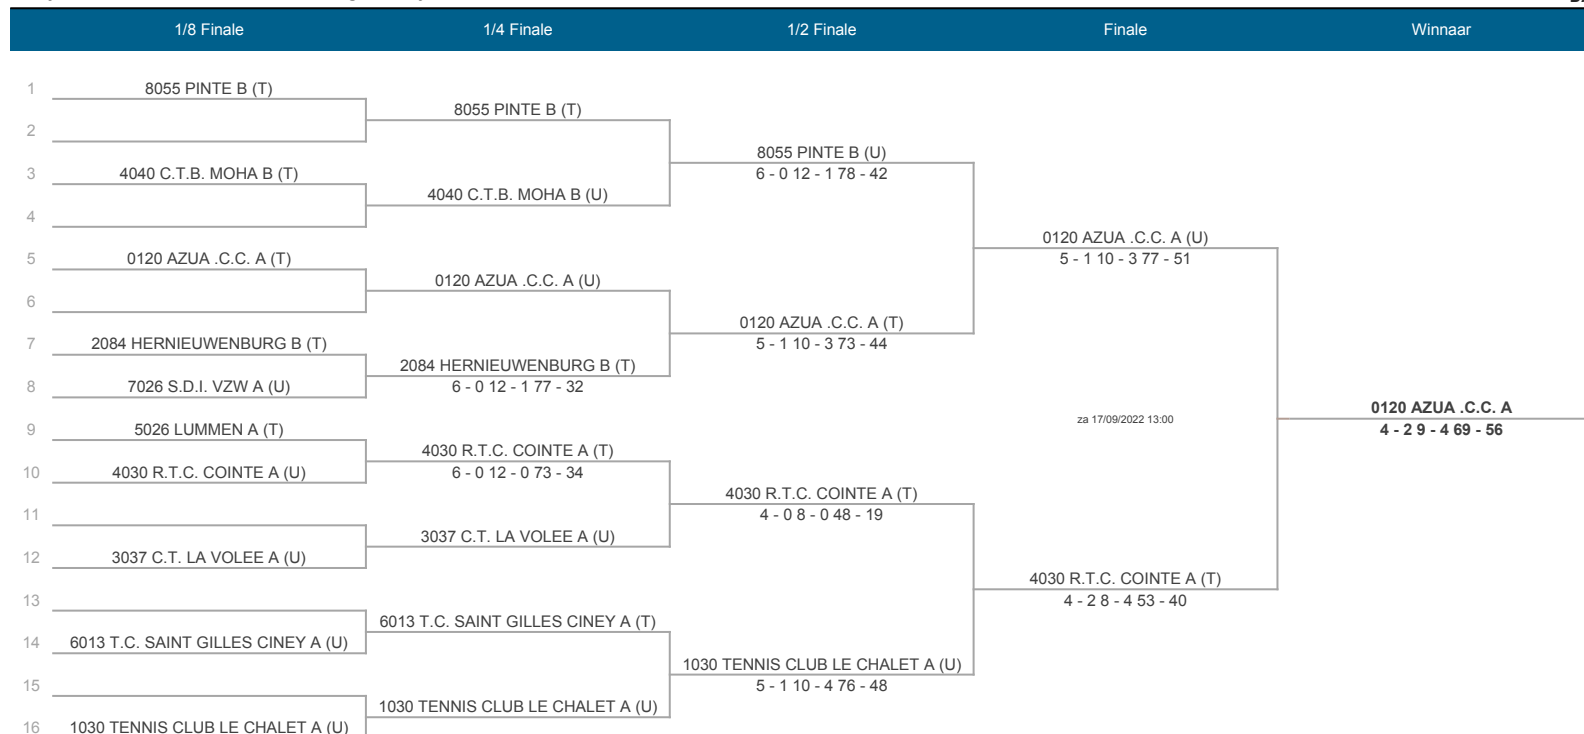 1/8 Finale 1/4 Finale 1/2 Finale Finale Winnaar
1 8055 PINTE B (T)
8055 PINTE B (T)
2
8055 PINTE B (U)
6 - 0 12 - 1 78 - 42
3 4040 C.T.B. MOHA B (T)
4040 C.T.B. MOHA B (U)
4
0120 AZUA .C.C. A (U)
5 - 1 10 - 3 77 - 51
5 0120 AZUA .C.C. A (T)
0120 AZUA .C.C. A (U)
6
0120 AZUA .C.C. A (T)
5 - 1 10 - 3 73 - 44
7 2084 HERNIEUWENBURG B (T)
2084 HERNIEUWENBURG B (T)
6 - 0 12 - 1 77 - 32
8 7026 S.D.I. VZW A (U)
0120 AZUA .C.C. A
za 17/09/2022 13:00
4 - 2 9 - 4 69 - 56
9 5026 LUMMEN A (T)
4030 R.T.C. COINTE A (T)
6 - 0 12 - 0 73 - 34
10 4030 R.T.C. COINTE A (U)
4030 R.T.C. COINTE A (T)
4 - 0 8 - 0 48 - 19
11
3037 C.T. LA VOLEE A (U)
12 3037 C.T. LA VOLEE A (U)
4030 R.T.C. COINTE A (T)
4 - 2 8 - 4 53 - 40
13
6013 T.C. SAINT GILLES CINEY A (T)
14 6013 T.C. SAINT GILLES CINEY A (U)
1030 TENNIS CLUB LE CHALET A (U)
5 - 1 10 - 4 76 - 48
15
1030 TENNIS CLUB LE CHALET A (U)
16 1030 TENNIS CLUB LE CHALET A (U)